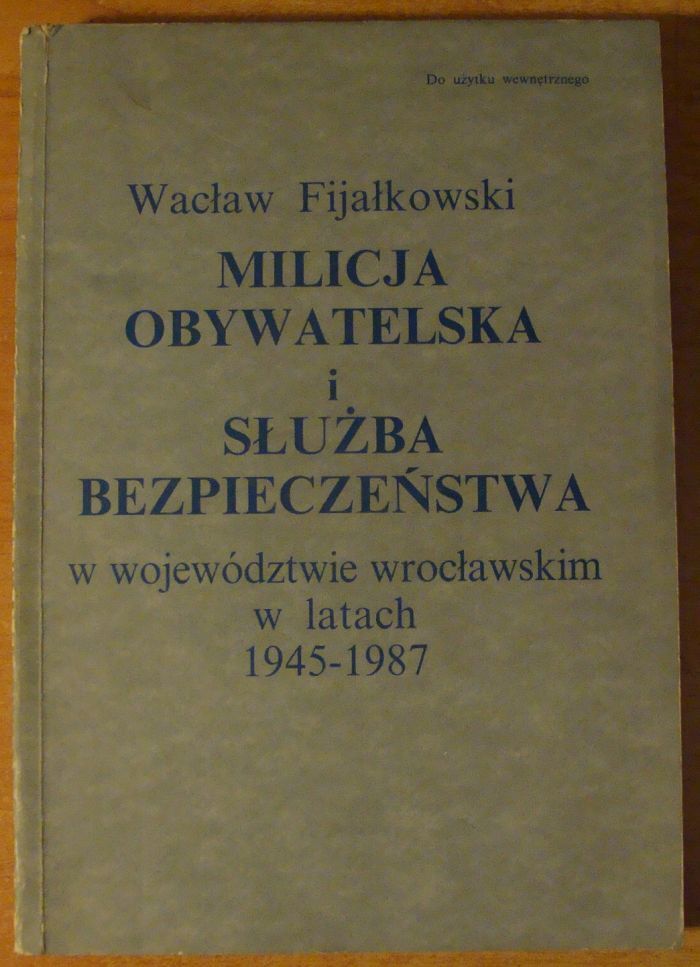 Do użytku wewnętrznego
Wacław Fijałkowski
MILICJA
OBYWATELSKA
i
SŁUŻBA
BEZPIECZEŃSTWA
w województwie wrocławskim
w latach
1945-1987